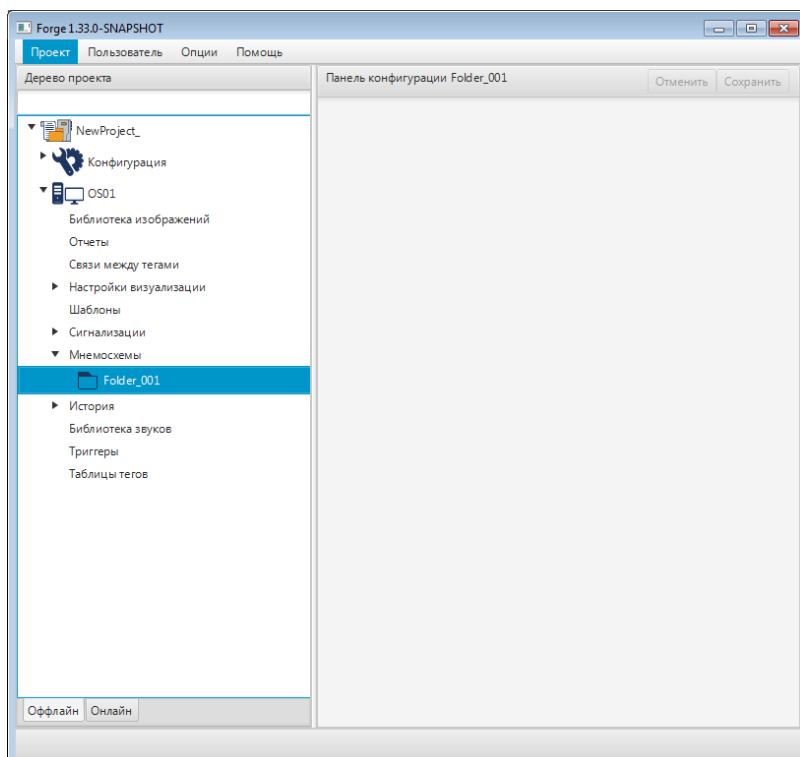 Forge 1.33.0-SNAPSHOT
Проект Пользователь Опции Помощь
Дерево проекта
Панель конфигурации Folder_001 Отменить Сохранить
NewProject_
Конфигурация
OS01
Библиотека изображений
Отчеты
Связи между тегами
Настройки визуализации
Шаблоны
Сигнализации
Мнемосхемы
Folder_001
История
Библиотека звуков
Триггеры
Таблицы тегов
Оффлайн Онлайн